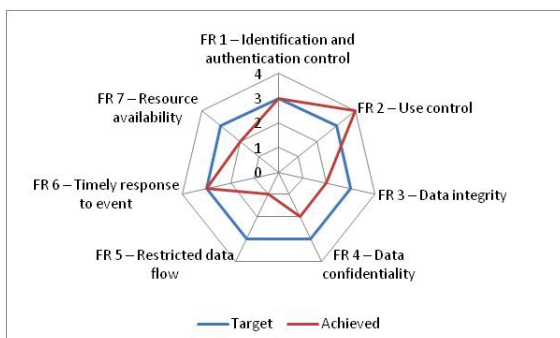 FR 1 – Identification and
authentication control
4
3
2
1
0
FR 2 – Use control
FR 3 – Data integrity
FR 4 – Data
confidentiality
FR 5 – Restricted data
flow
FR 6 – Timely response
to event
FR 7 – Resource
availability
Target
Achieved